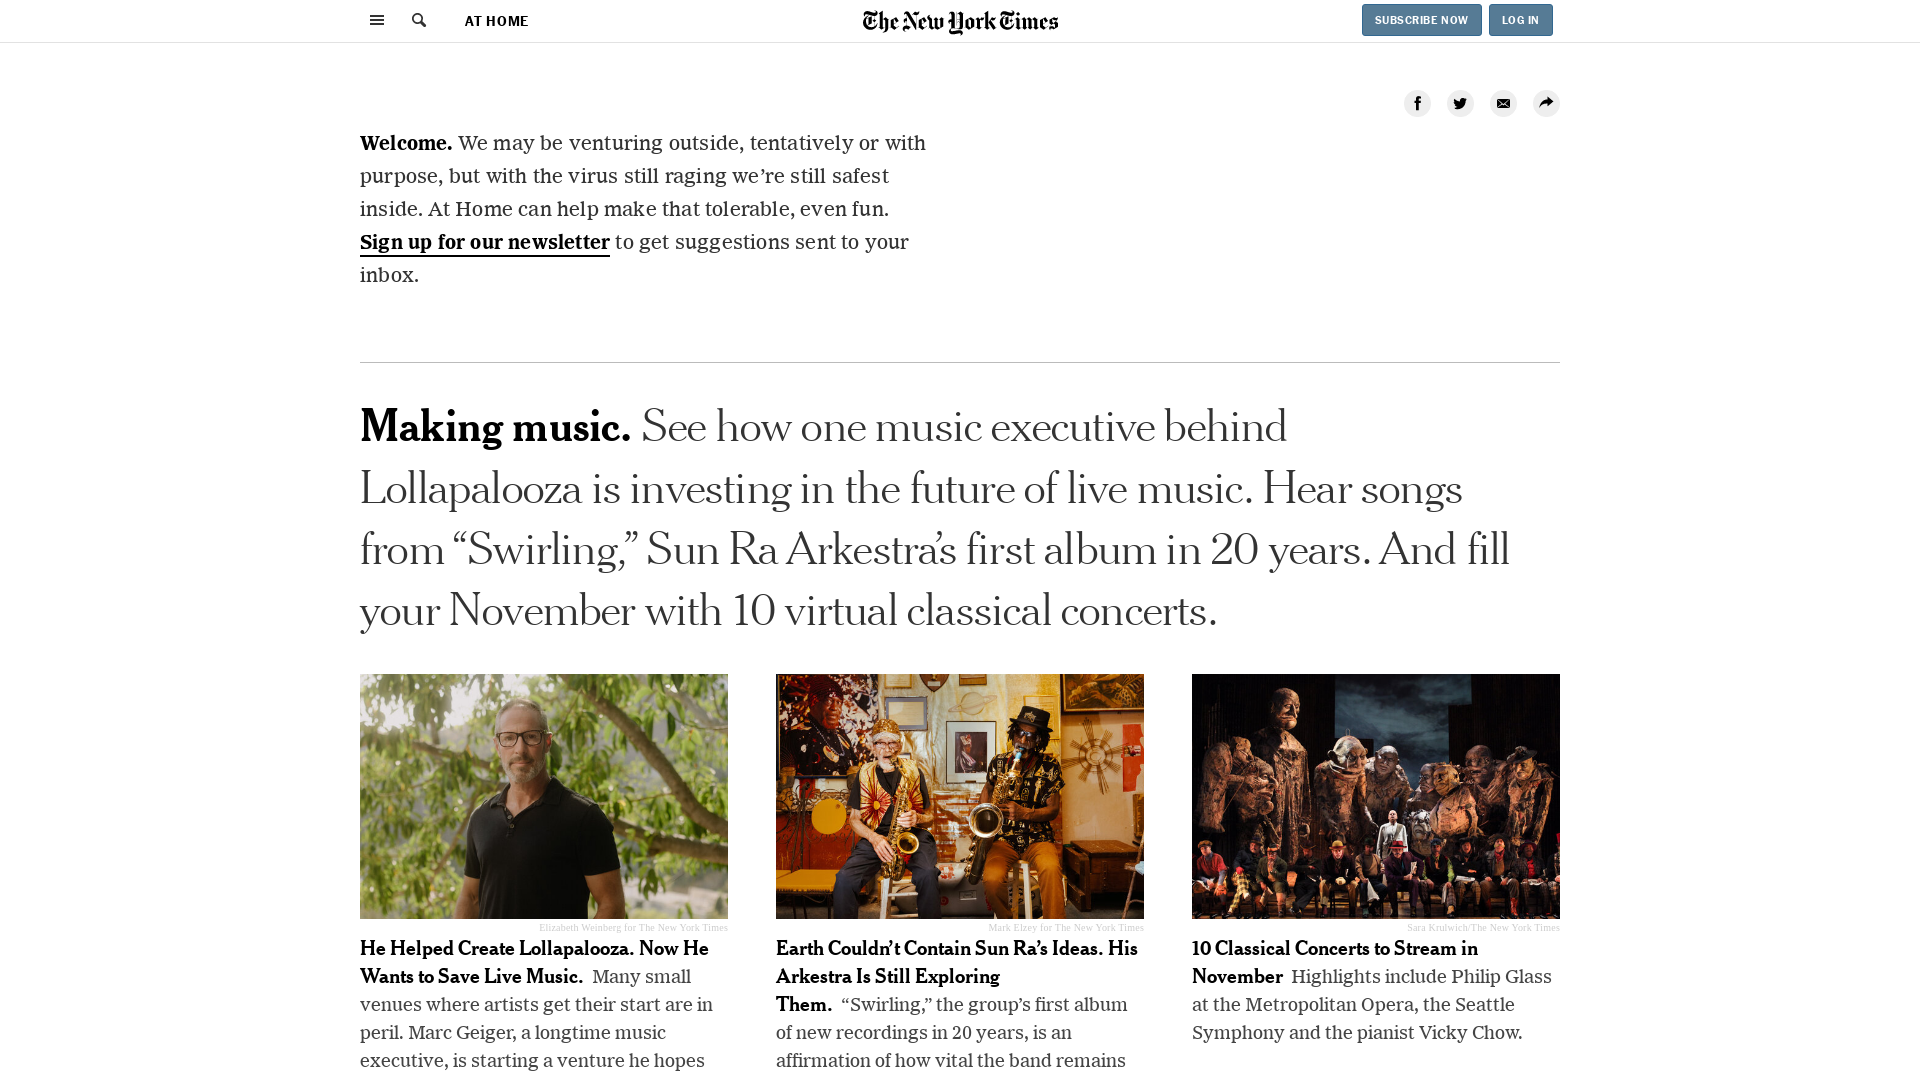 AT HOME
The New York Times
SUBSCRIBE NOW
LOG IN
Welcome. We may be venturing outside, tentatively or with
purpose, but with the virus still raging we’re still safest
inside. At Home can help make that tolerable, even fun.
Sign up for our newsletter to get suggestions sent to your
inbox.
Making music. See how one music executive behind
Lollapalooza is investing in the future of live music. Hear songs
from “Swirling,” Sun Ra Arkestra’s first album in 20 years. And fill
your November with 10 virtual classical concerts.
Elizabeth Weinberg for The New York Times
He Helped Create Lollapalooza. Now He
Wants to Save Live Music. Many small
venues where artists get their start are in
peril. Marc Geiger, a longtime music
executive, is starting a venture he hopes
Mark Elzey for The New York Times
Earth Couldn’t Contain Sun Ra’s Ideas. His
Arkestra Is Still Exploring
Them. “Swirling,” the group’s first album
of new recordings in 20 years, is an
affirmation of how vital the band remains
Sara Krulwich/The New York Times
10 Classical Concerts to Stream in
November Highlights include Philip Glass
at the Metropolitan Opera, the Seattle
Symphony and the pianist Vicky Chow.